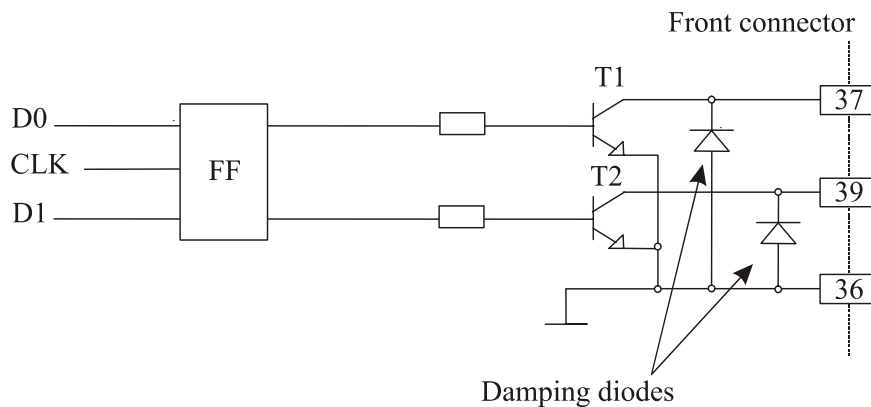 Front connector
T1
37
D0
CLK
FF
T2
39
D1
36
Damping diodes